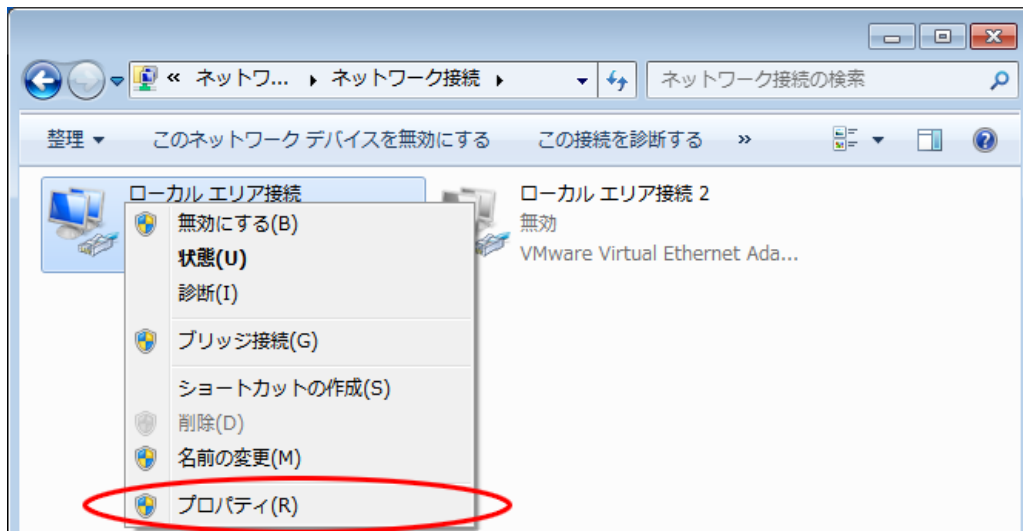 « ネットワ... ▸ ネットワーク接続 ▸
ネットワーク接続の検索
整理 ▼ このネットワーク デバイスを無効にする この接続を診断する »
ローカル エリア接続
ローカル エリア接続 2
無効
VMware Virtual Ethernet Ada...
無効にする(B)
状態(U)
診断(I)
ブリッジ接続(G)
ショートカットの作成(S)
削除(D)
名前の変更(M)
プロパティ(R)